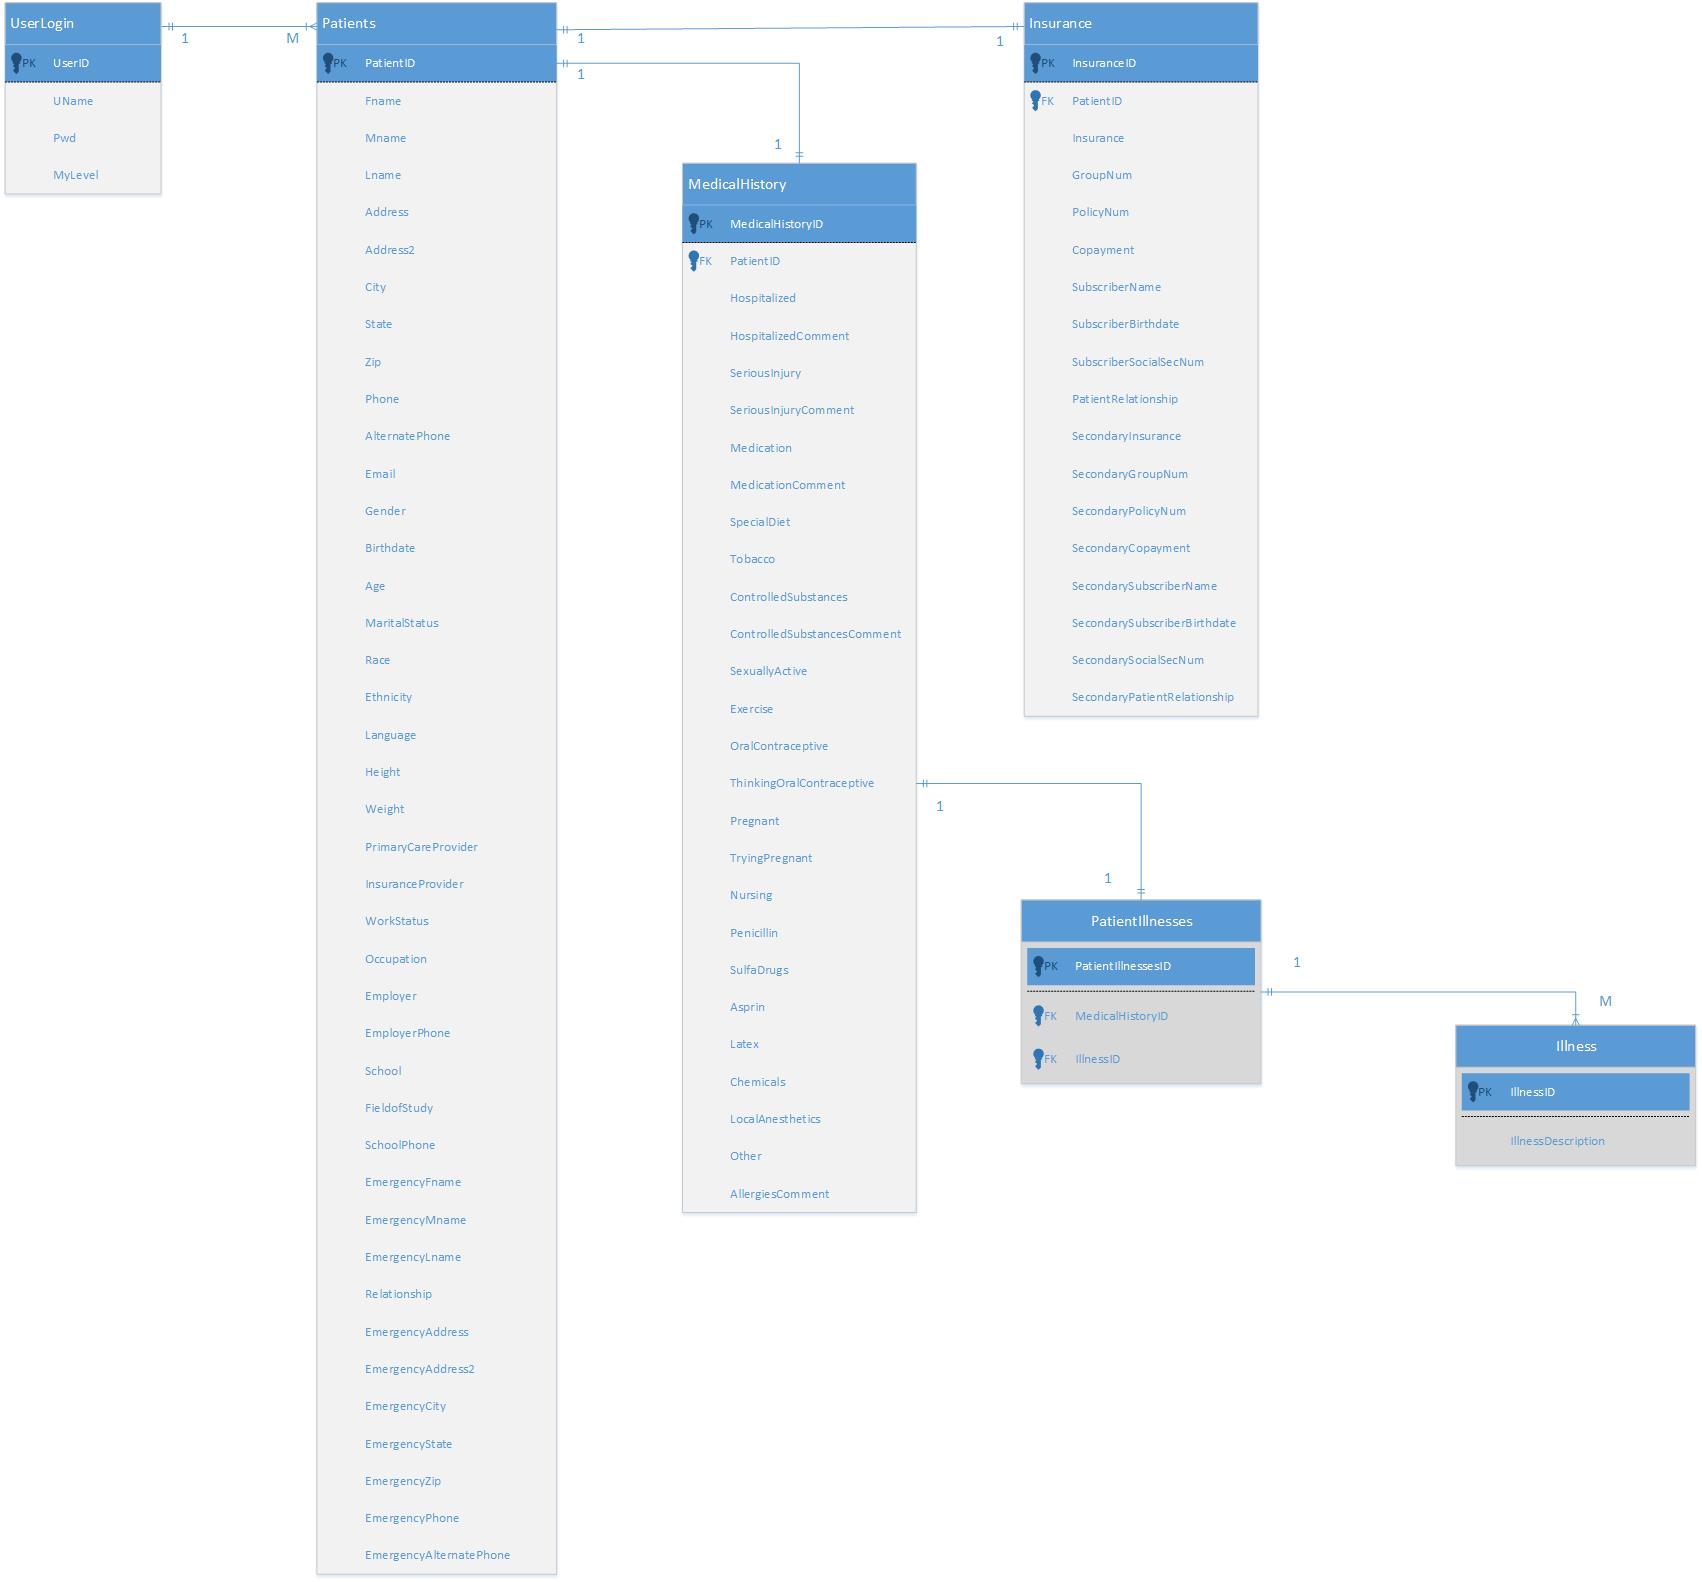 UserLogin
PK UserID
UName
Pwd
MyLevel
1
M
Patients
PK PatientID
Fname
Mname
Lname
Address
Address2
City
State
Zip
Phone
AlternatePhone
Email
Gender
Birthdate
Age
MaritalStatus
Race
Ethnicity
Language
Height
Weight
PrimaryCareProvider
InsuranceProvider
WorkStatus
Occupation
Employer
EmployerPhone
School
FieldofStudy
SchoolPhone
EmergencyFname
EmergencyMname
EmergencyLname
Relationship
EmergencyAddress
EmergencyAddress2
EmergencyCity
EmergencyState
EmergencyZip
EmergencyPhone
EmergencyAlternatePhone
1
1
1
1
MedicalHistory
PK MedicalHistoryID
FK PatientID
Hospitalized
HospitalizedComment
SeriousInjury
SeriousInjuryComment
Medication
MedicationComment
SpecialDiet
Tobacco
ControlledSubstances
ControlledSubstancesComment
SexuallyActive
Exercise
OralContraceptive
ThinkingOralContraceptive
Pregnant
TryingPregnant
Nursing
Penicillin
SulfaDrugs
Asprin
Latex
Chemicals
LocalAnesthetics
Other
AllergiesComment
Insurance
PK InsuranceID
FK PatientID
Insurance
GroupNum
PolicyNum
Copayment
SubscriberName
SubscriberBirthdate
SubscriberSocialSecNum
PatientRelationship
SecondaryInsurance
SecondaryGroupNum
SecondaryPolicyNum
SecondaryCopayment
SecondarySubscriberName
SecondarySubscriberBirthdate
SecondarySocialSecNum
SecondaryPatientRelationship
1
1
PatientIllnesses
PK PatientIllnessesID
FK MedicalHistoryID
FK IllnessID
1
M
Illness
PK IllnessID
IllnessDescription